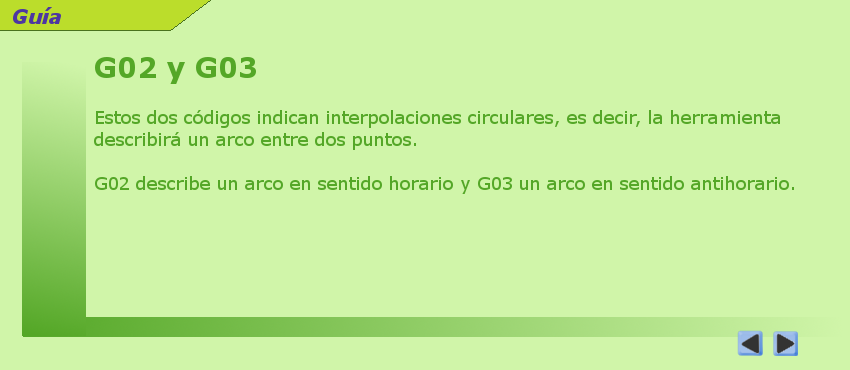 Guía
G02 y G03
Estos dos códigos indican interpolaciones circulares, es decir, la herramienta
describirá un arco entre dos puntos.
G02 describe un arco en sentido horario y G03 un arco en sentido antihorario.